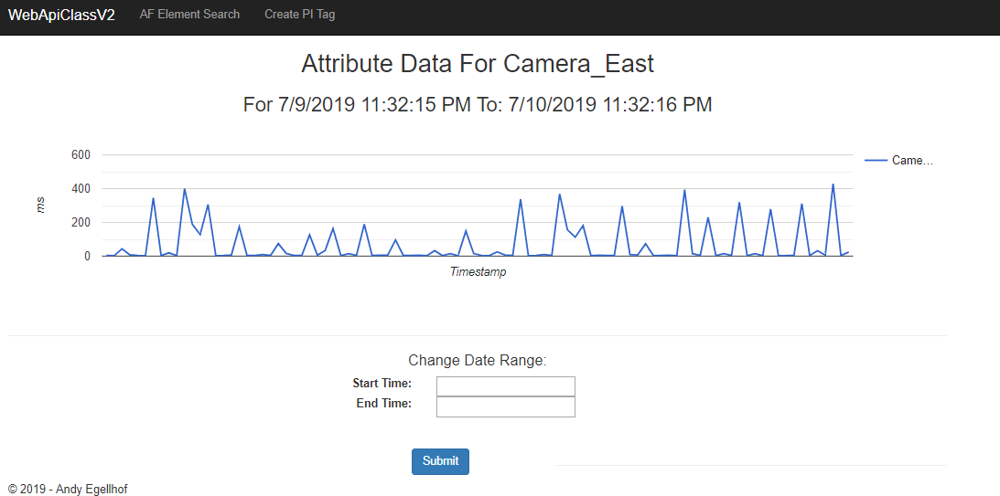 WebApiClassV2 AF Element Search Create PI Tag
Attribute Data For Camera_East
For 7/9/2019 11:32:15 PM To: 7/10/2019 11:32:16 PM
600
400
200
0
ms
Came...
Timestamp
Change Date Range:
Start Time:
End Time:
Submit
© 2019 - Andy Egellhof